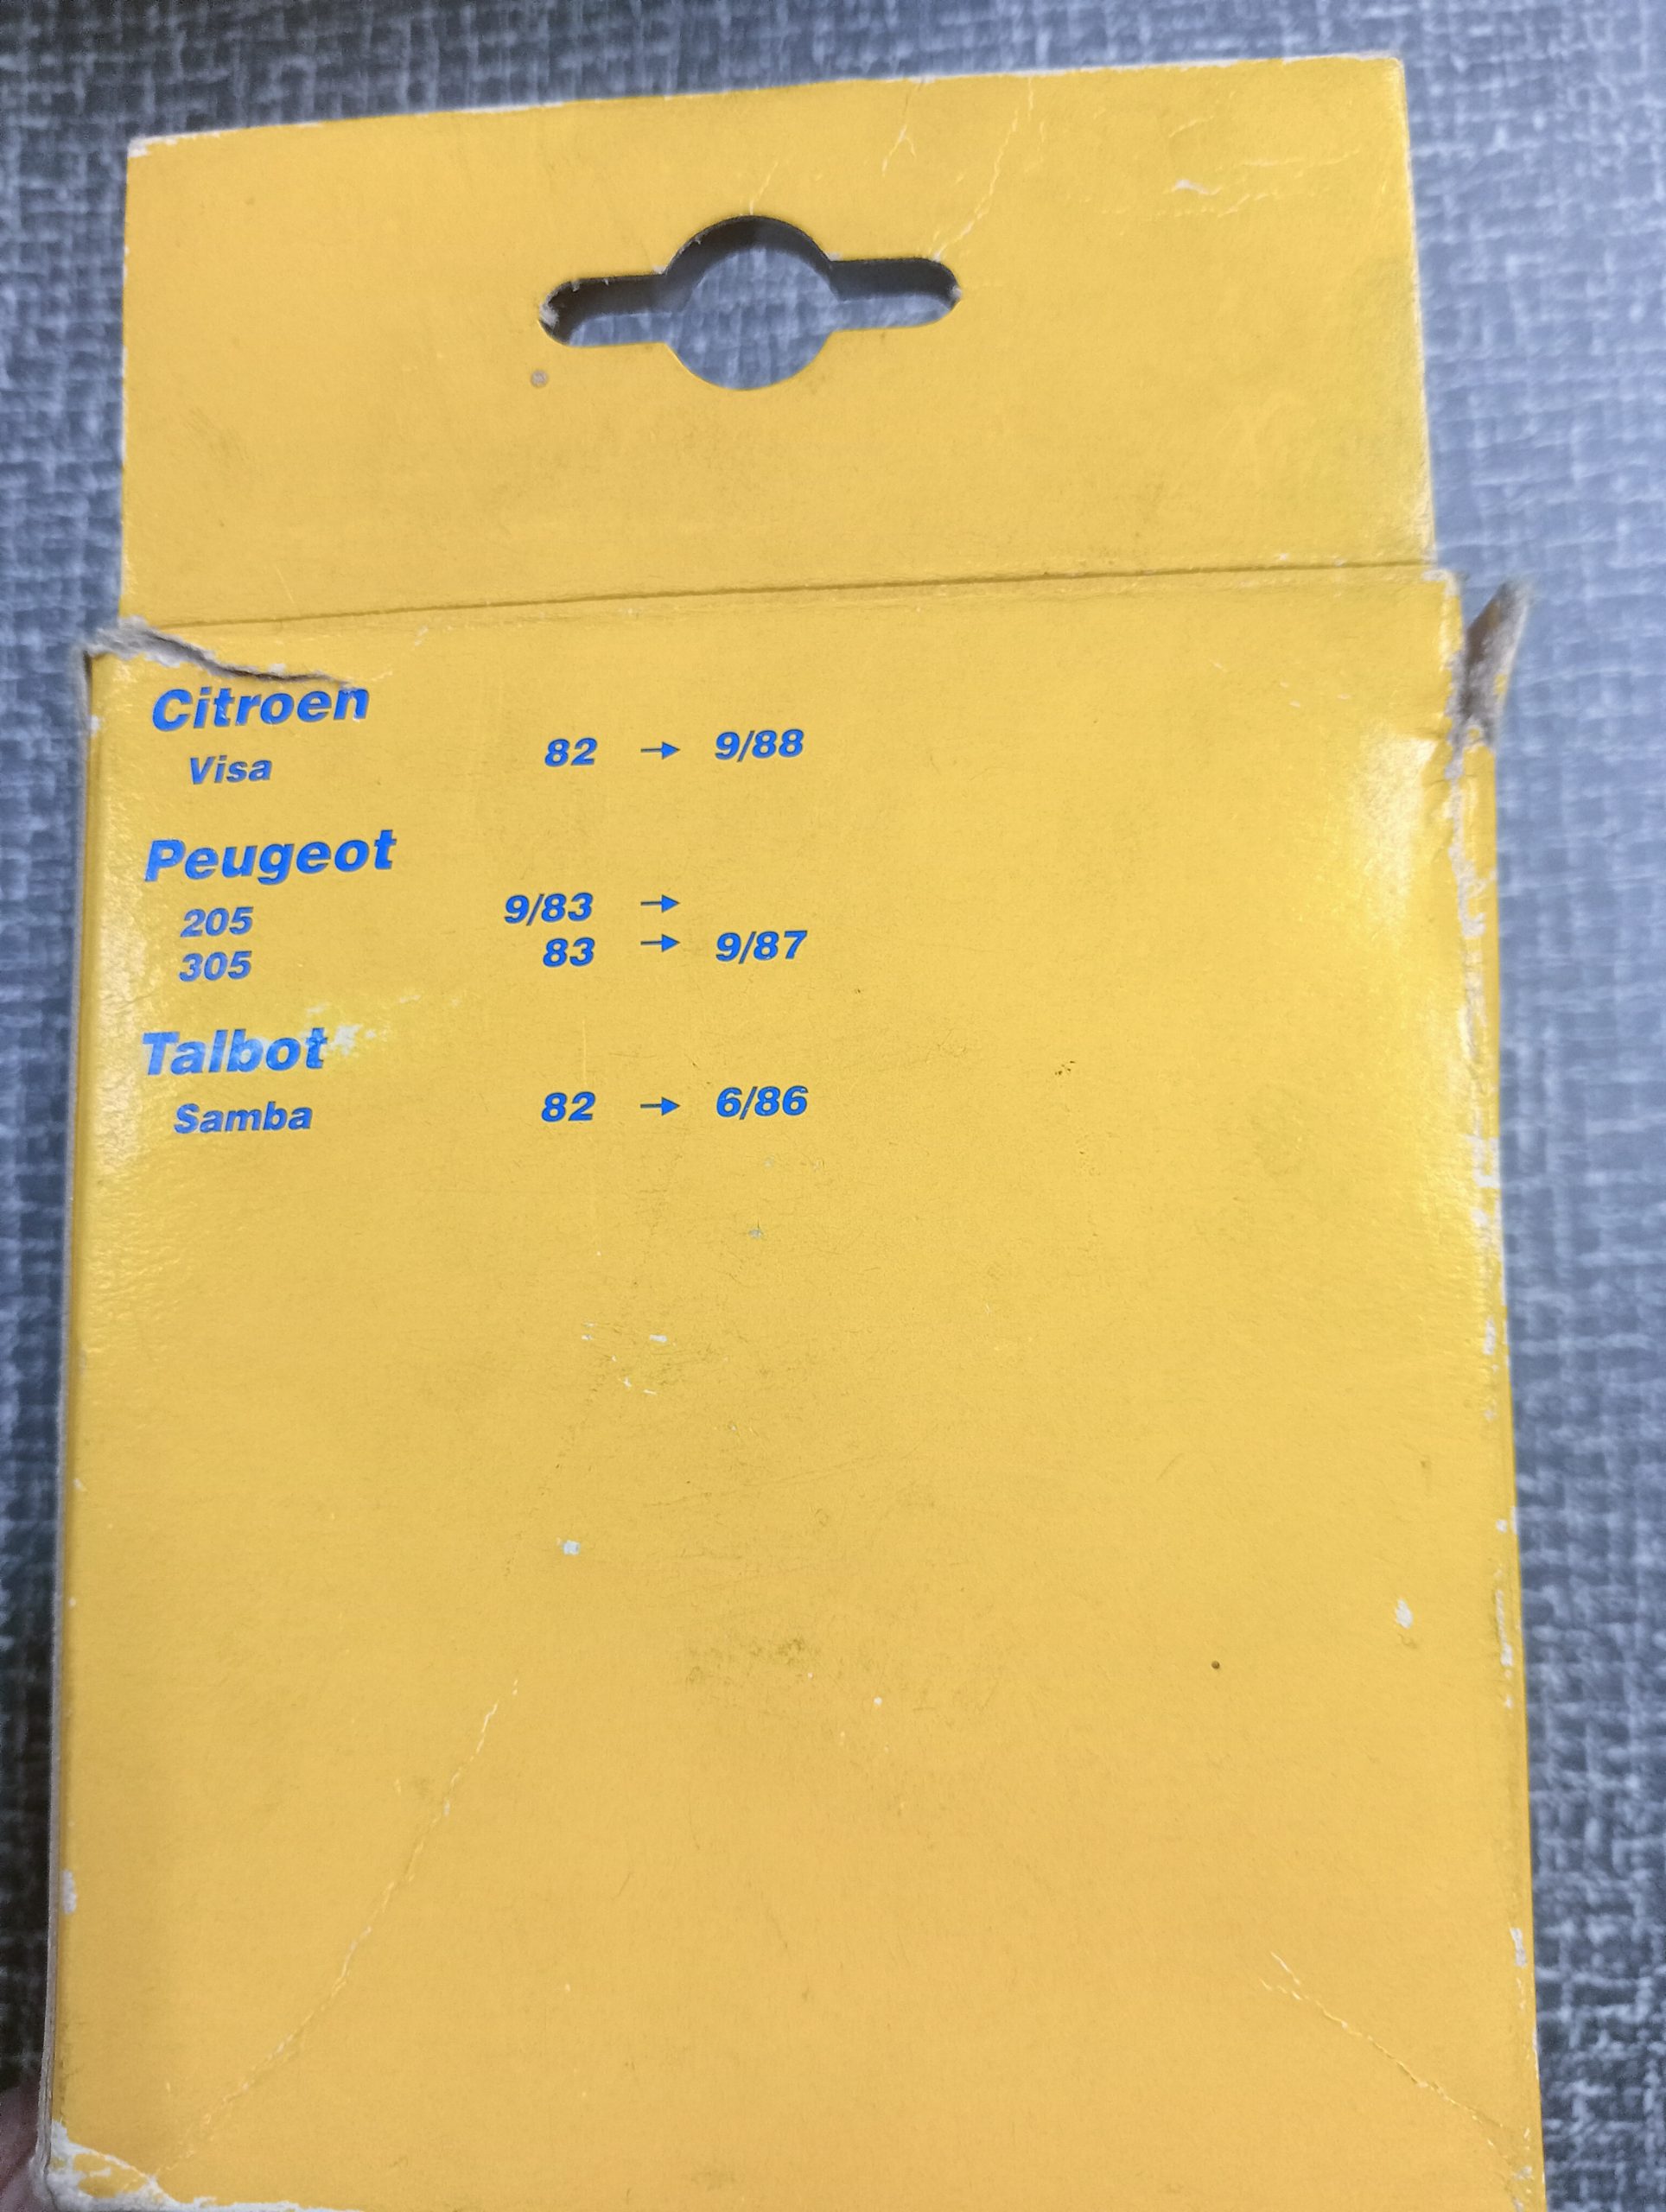 Citroen
Visa 82 → 9/88
Peugeot
205 9/83 →
305 83 → 9/87
Talbot
Samba 82 → 6/86